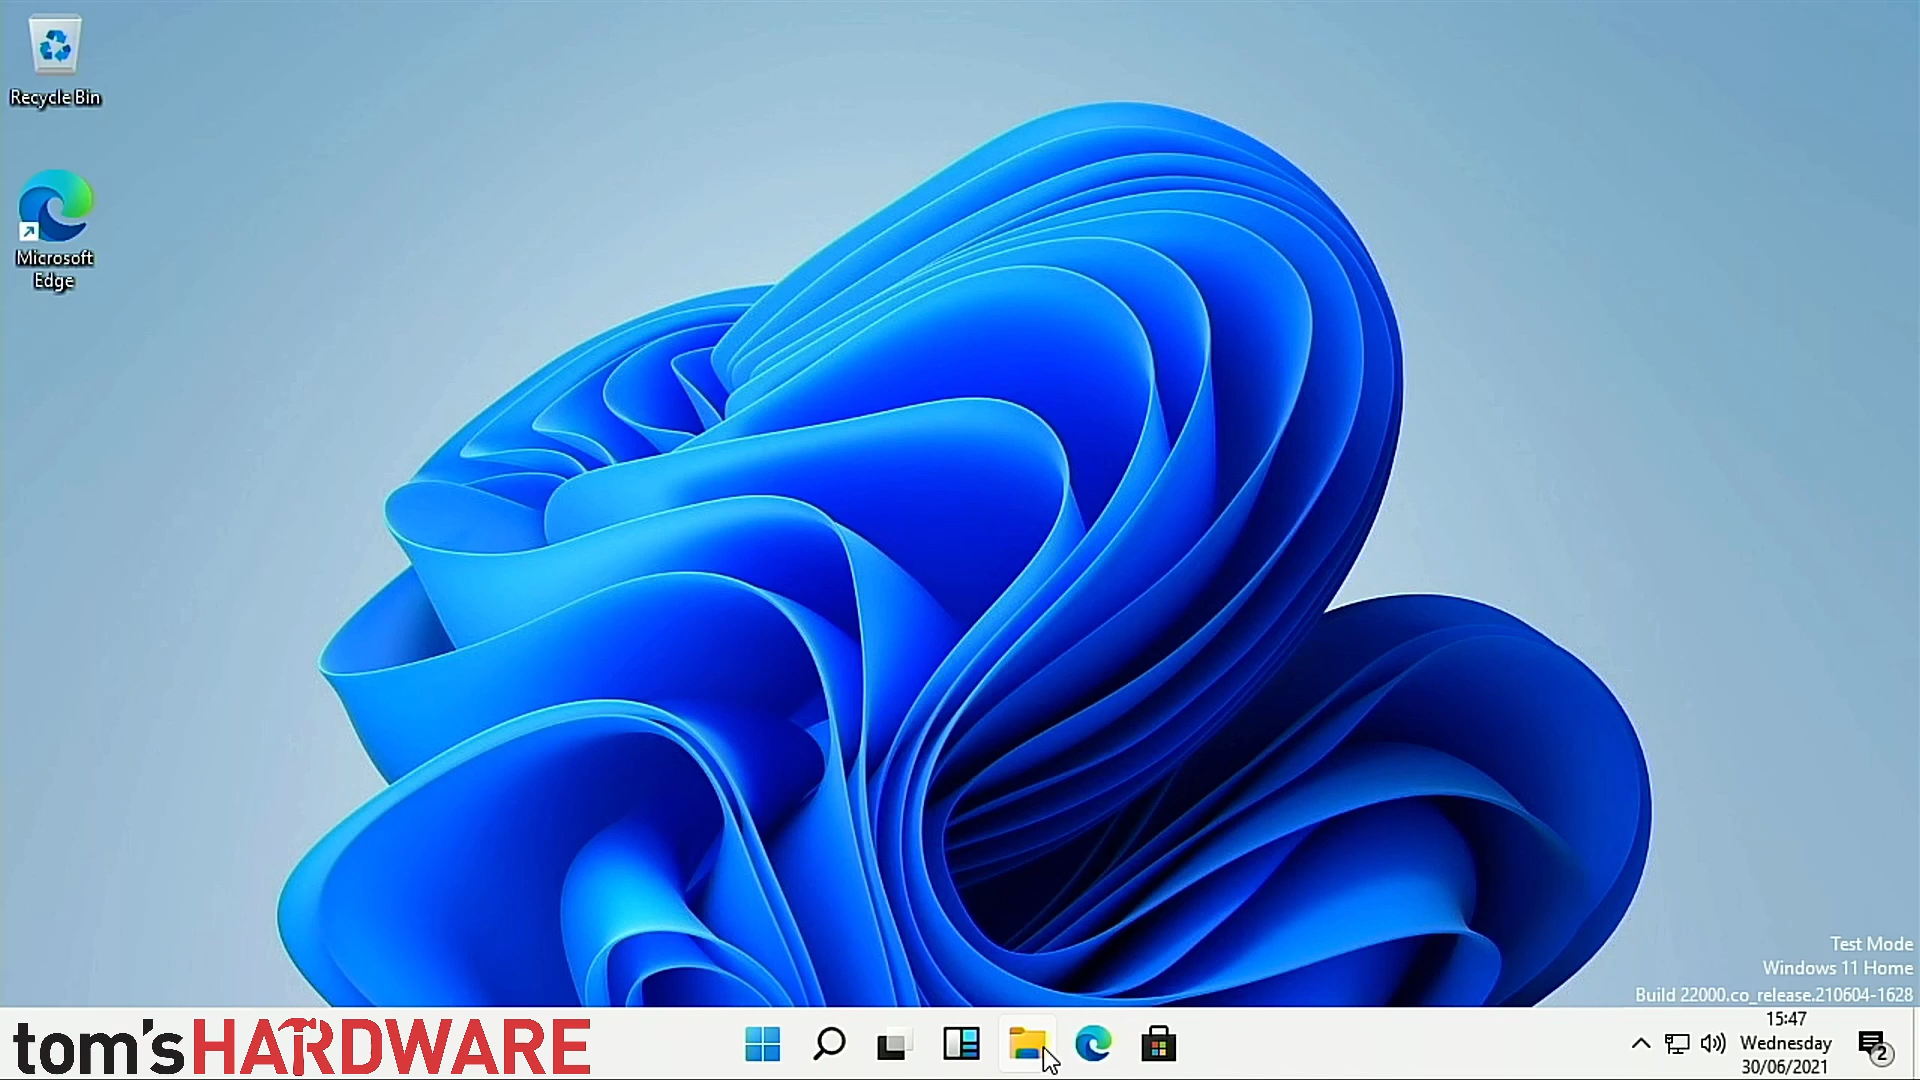 Recycle Bin
Microsoft
Edge
Test Mode
Windows 11 Home
Build 22000.co_release.210604-1628
tom'sHARDWARE
15:47
Wednesday
30/06/2021
2